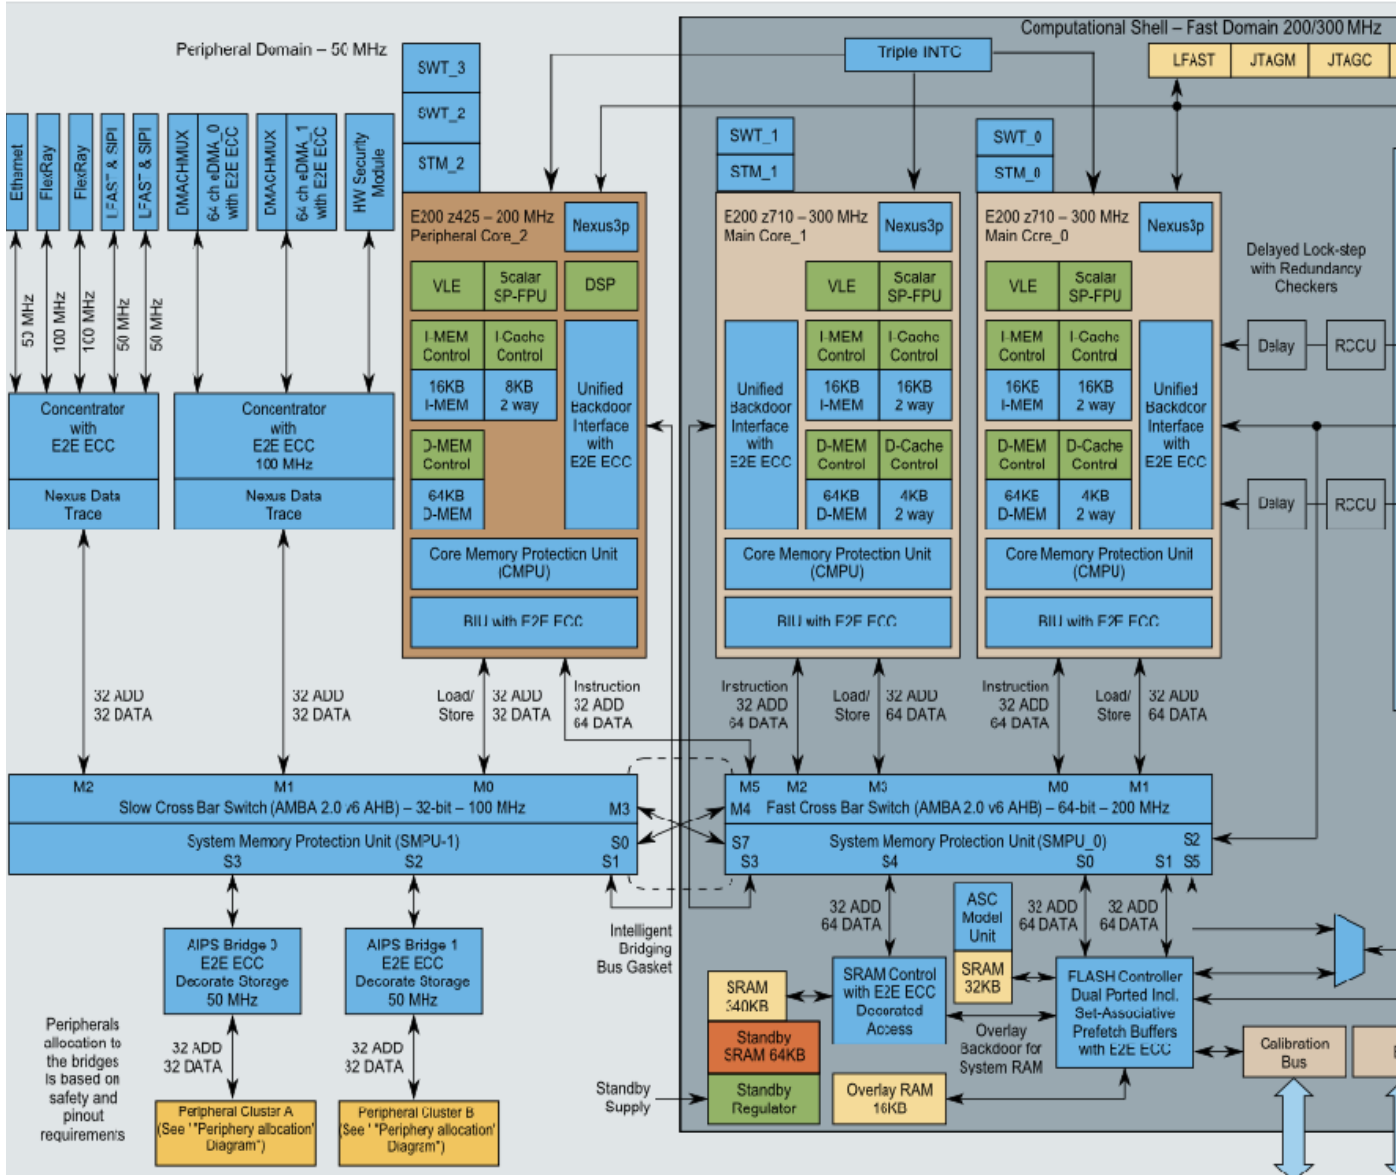 Computational Shell – Fast Domain 200/300 MHz
Peripheral Domain – 50 MHz
Triple INTC
LFAST
JTAGM
JTAGC
SWT_3
SWT_2
STM_2
SWT_1
STM_1
SWT_0
STM_0
Ethernet
FlexRay
FlexRay
LFAST & SIPI
LFAST & SIPI
DMACHMUX
64 ch eDMA_0
with E2E ECC
DMACHMUX
64 ch eDMA_1
with E2E ECC
HW Security
Module
50 MHz
100 MHz
100 MHz
50 MHz
50 MHz
Concentrator
with
E2E ECC
Nexus Data
Trace
Concentrator
with
E2E ECC
100 MHz
Nexus Data
Trace
E200 z425 – 200 MHz
Peripheral Core_2
Nexus3p
VLE
Scalar
SP-FPU
DSP
I-MEM
Control
I-Cache
Control
16KB
I-MEM
8KB
2 way
D-MEM
Control
64KB
D-MEM
Unified
Backdoor
Interface
with
E2E ECC
Core Memory Protection Unit
(CMPU)
BIU with E2E ECC
E200 z710 – 300 MHz
Main Core_1
Nexus3p
VLE
Scalar
SP-FPU
Unified
Backdoor
Interface
with
E2E ECC
I-MEM
Control
I-Cache
Control
16KB
I-MEM
16KB
2 way
D-MEM
Control
D-Cache
Control
64KB
D-MEM
4KB
2 way
Core Memory Protection Unit
(CMPU)
BIU with E2E ECC
E200 z710 – 300 MHz
Main Core_0
Nexus3p
VLE
Scalar
SP-FPU
I-MEM
Control
I-Cache
Control
16KB
I-MEM
16KB
2 way
D-MEM
Control
D-Cache
Control
64KB
D-MEM
4KB
2 way
Unified
Backdoor
Interface
with
E2E ECC
Core Memory Protection Unit
(CMPU)
BIU with E2E ECC
Delayed Lock-step
with Redundancy
Checkers
Delay
RCCU
Delay
RCCU
32 ADD
32 DATA
32 ADD
32 DATA
Load/
Store
32 ADD
32 DATA
Instruction
32 ADD
64 DATA
Instruction
32 ADD
64 DATA
Load/
Store
32 ADD
64 DATA
Instruction
32 ADD
64 DATA
Load/
Store
32 ADD
64 DATA
M2
M1
M0
Slow Cross Bar Switch (AMBA 2.0 v6 AHB) – 32-bit – 100 MHz
M3
System Memory Protection Unit (SMPU-1)
S0
S3
S2
S1
M5
M2
M3
M0
M1
M4
Fast Cross Bar Switch (AMBA 2.0 v6 AHB) – 64-bit – 200 MHz
S7
System Memory Protection Unit (SMPU_0)
S2
S3
S4
S0
S1
S5
Intelligent
Bridging
Bus Gasket
AIPS Bridge 0
E2E ECC
Decorate Storage
50 MHz
AIPS Bridge 1
E2E ECC
Decorate Storage
50 MHz
Peripherals
allocation to
the bridges
Is based on
safety and
pinout
requirements
32 ADD
32 DATA
32 ADD
32 DATA
Peripheral Cluster A
(See '"Periphery allocation'
Diagram")
Peripheral Cluster B
(See '"Periphery allocation'
Diagram")
32 ADD
64 DATA
ASC
Model
Unit
SRAM
32KB
32 ADD
64 DATA
32 ADD
64 DATA
SRAM
340KB
Standby
SRAM 64KB
Standby
Regulator
Standby
Supply
SRAM Control
with E2E ECC
Decorated
Access
Overlay
Backdoor for
System RAM
Overlay RAM
16KB
FLASH Controller
Dual Ported Incl.
Set-Associative
Prefetch Buffers
with E2E ECC
Calibration
Bus